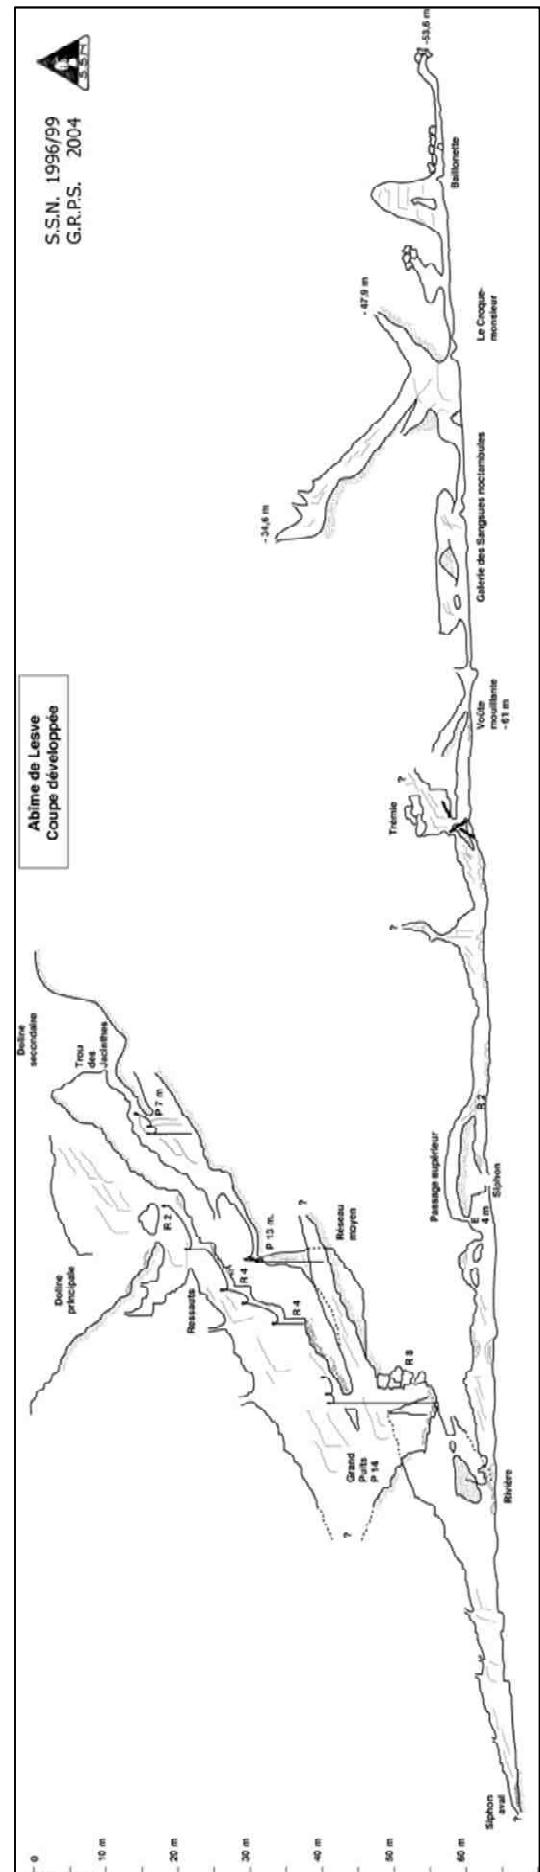 S.S.N.
S.S.N. 1996/99
G.R.P.S. 2004
Abîme de Lesve
Coupe développée
Doline
secondaire
Trou
des
Jacinthes
P 7 m
Doline
principale
R 2
Ressauts
R 4
R 4
P 13 m.
?
Réseau
moyen
R 8
Grand
Puits
P 14
?
Rivière
Siphon
aval
?
Passage supérieur
E
4 m
Siphon
R 2
?
Trémie
?
Voûte
mouillante
-61 m
Galerie des Sangsues noctambules
- 34,6 m
- 47,9 m
Le Croque-
monsieur
Baillonette
-53,6 m
0
10 m
20 m
30 m
40 m
50 m
60 m